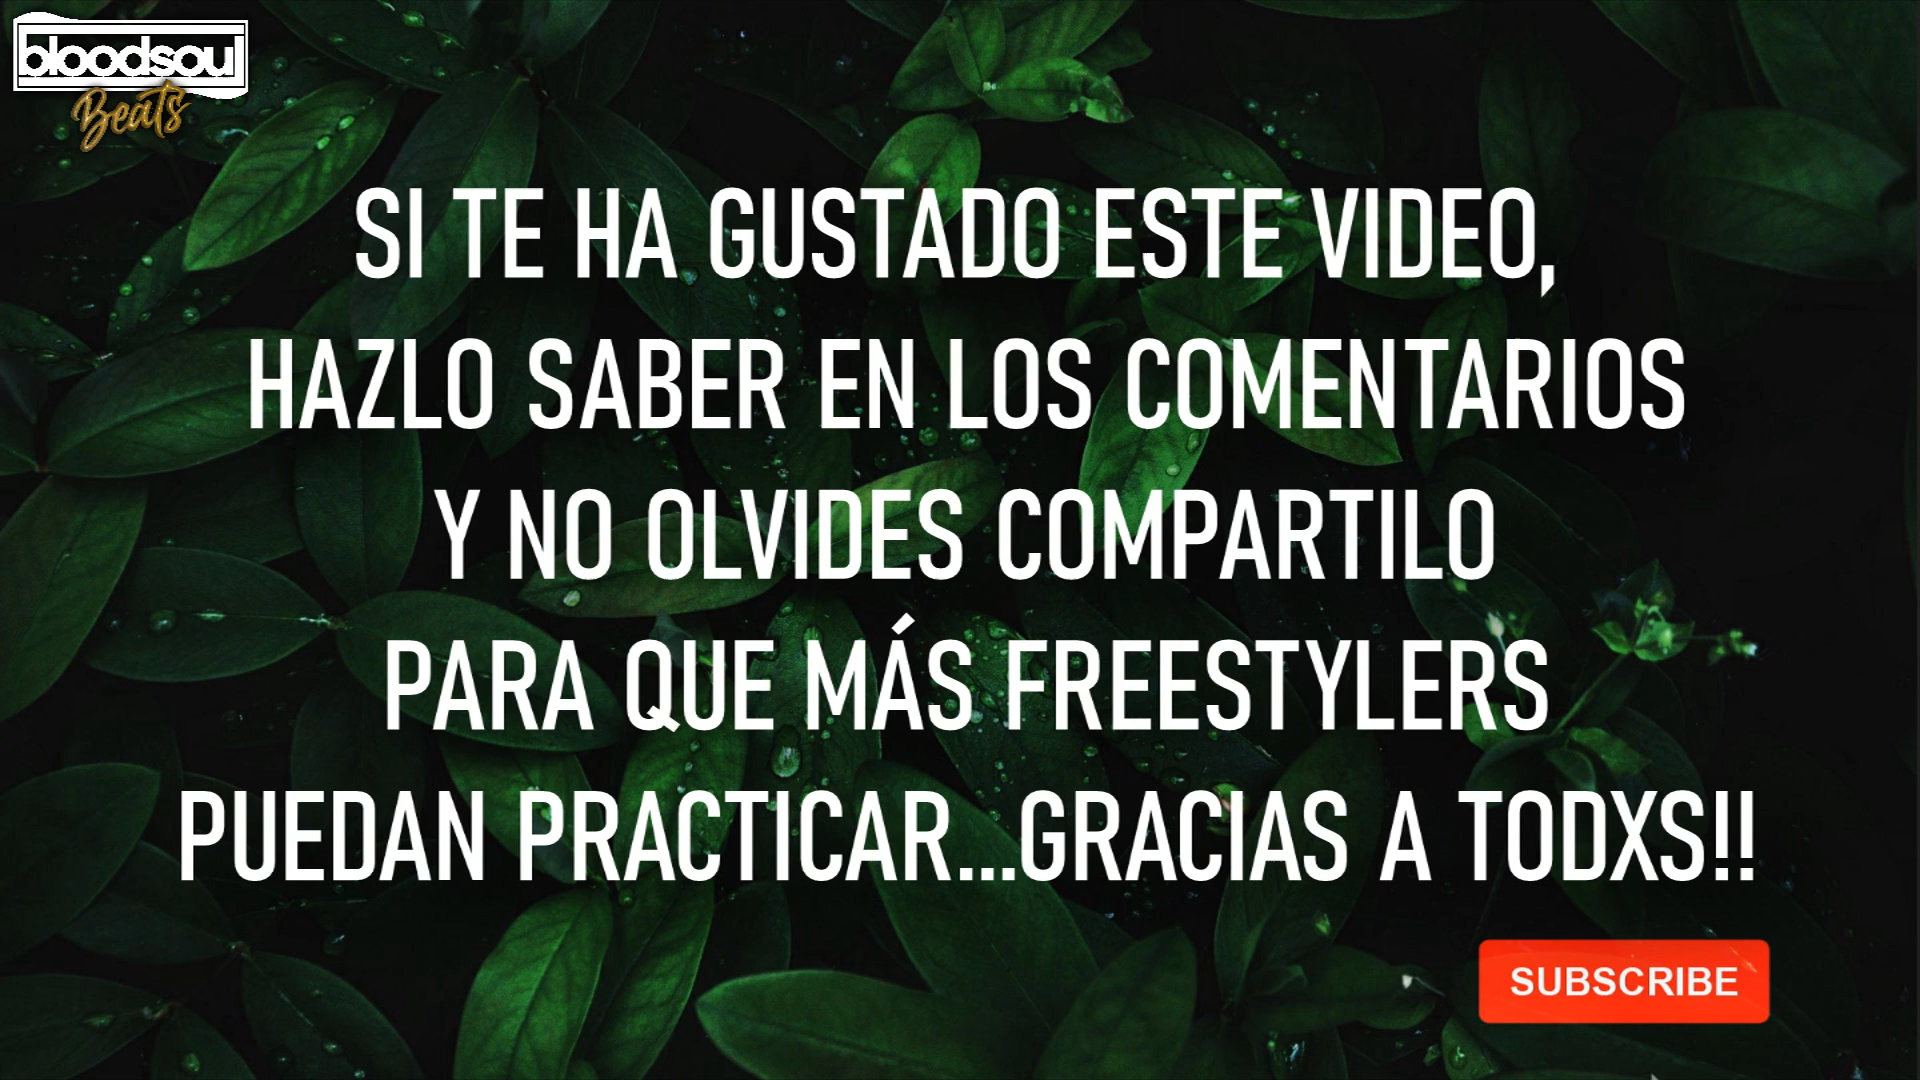 bloodsoul
Beats
SI TE HA GUSTADO ESTE VIDEO,
HAZLO SABER EN LOS COMENTARIOS
Y NO OLVIDES COMPARTILO
PARA QUE MÁS FREESTYLERS
PUEDAN PRACTICAR...GRACIAS A TODXS!!
SUBSCRIBE